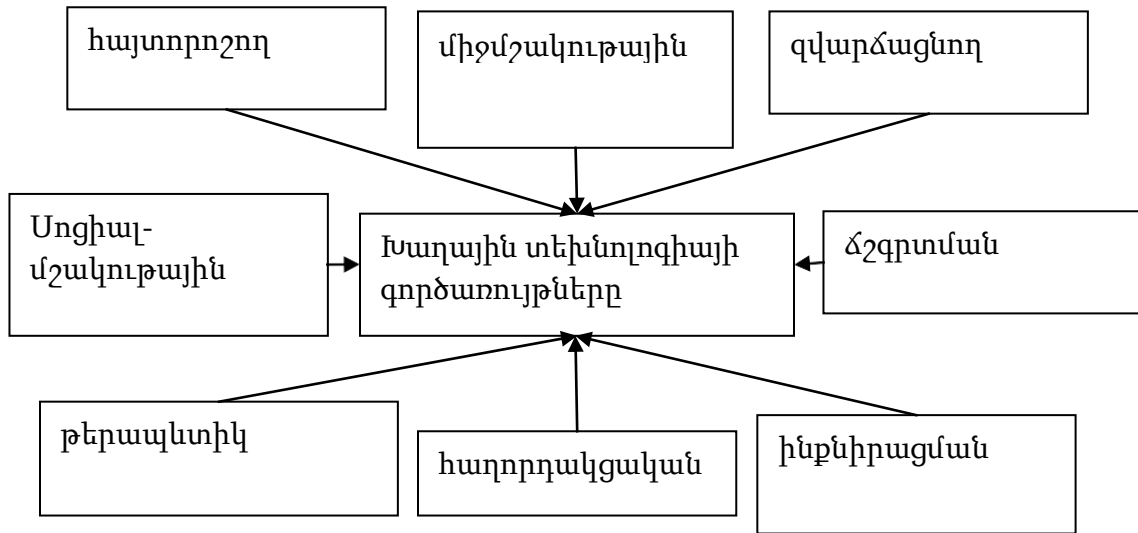 հայտորոշող
միջմշակութային
զվարճացնող
Սոցիալ-
մշակութային
Խաղային տեխնոլոգիայի
գործառույթները
ճշգրտման
թերապևտիկ
հաղորդակցական
ինքնիրացման